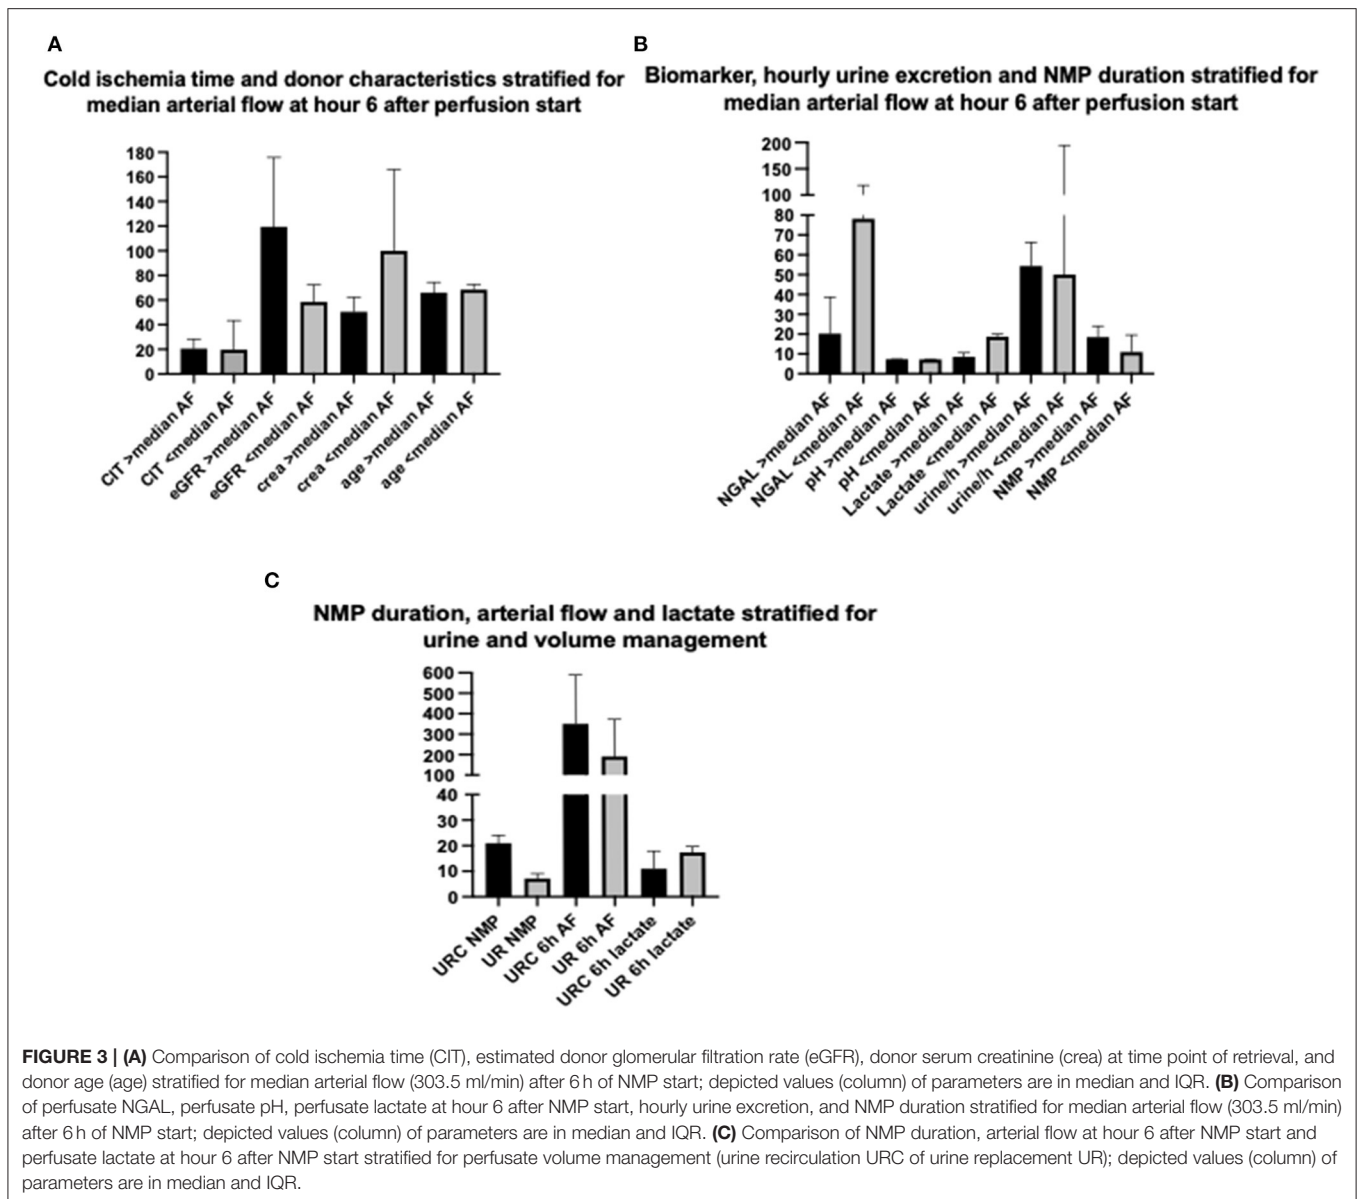 A
Cold ischemia time and donor characteristics stratified for
median arterial flow at hour 6 after perfusion start
180
160
140
120
100
80
60
40
20
0
CIT >median AF
CIT <median AF
eGFR >median AF
eGFR <median AF
crea >median AF
crea <median AF
age >median AF
age <median AF
B
Biomarker, hourly urine excretion and NMP duration stratified for
median arterial flow at hour 6 after perfusion start
200
150
100
80
70
60
50
40
30
20
10
0
NGAL >median AF
NGAL <median AF
pH >median AF
pH <median AF
Lactate >median AF
Lactate <median AF
urine/h >median AF
urine/h <median AF
NMP >median AF
NMP <median AF
C
NMP duration, arterial flow and lactate stratified for
urine and volume management
600
500
400
300
200
100
40
30
20
10
0
URC NMP
UR NMP
URC 6h AF
UR 6h AF
URC 6h lactate
UR 6h lactate
FIGURE 3 | (A) Comparison of cold ischemia time (CIT), estimated donor glomerular filtration rate (eGFR), donor serum creatinine (crea) at time point of retrieval, and
donor age (age) stratified for median arterial flow (303.5 ml/min) after 6 h of NMP start; depicted values (column) of parameters are in median and IQR. (B) Comparison
of perfusate NGAL, perfusate pH, perfusate lactate at hour 6 after NMP start, hourly urine excretion, and NMP duration stratified for median arterial flow (303.5 ml/min)
after 6 h of NMP start; depicted values (column) of parameters are in median and IQR. (C) Comparison of NMP duration, arterial flow at hour 6 after NMP start and
perfusate lactate at hour 6 after NMP start stratified for perfusate volume management (urine recirculation URC of urine replacement UR); depicted values (column) of
parameters are in median and IQR.